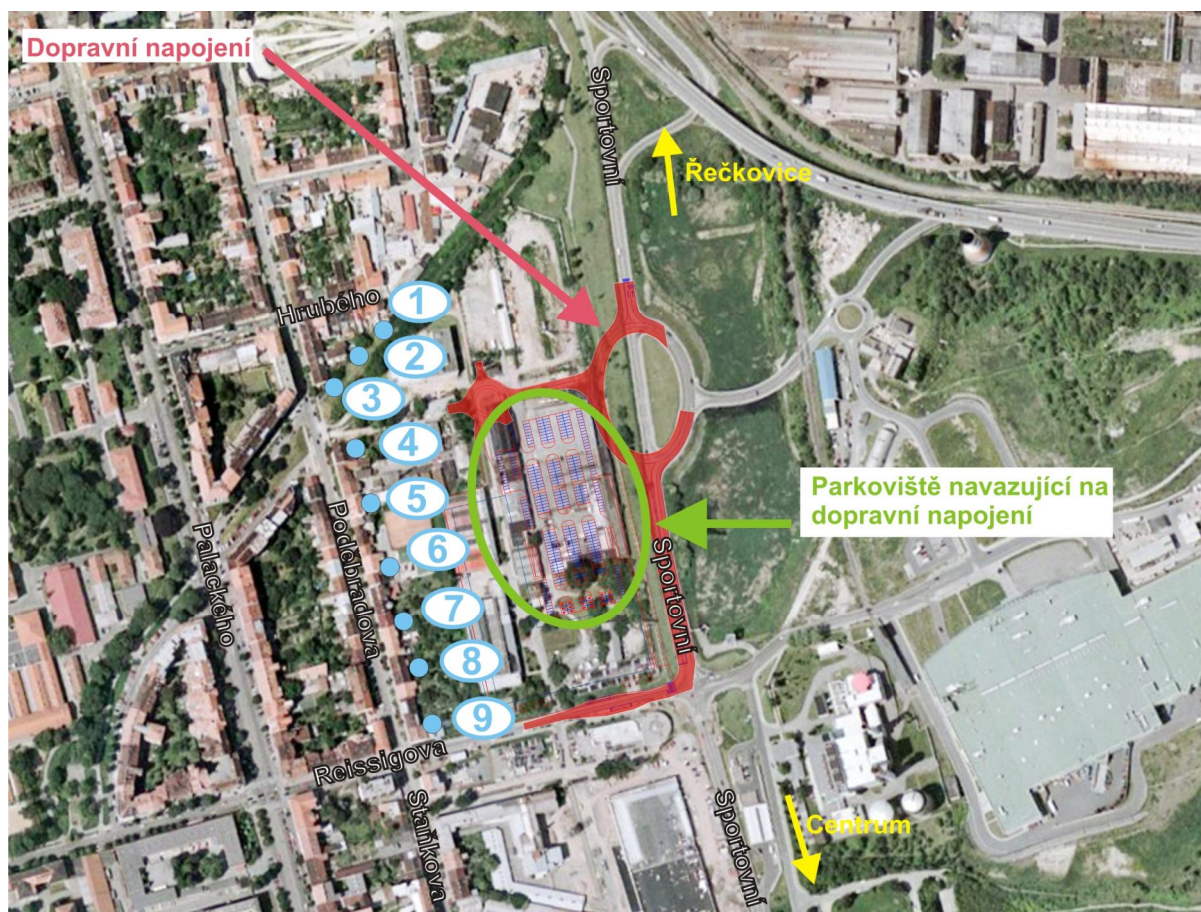 Dopravní napojení
Sportovní
Řečkovice
Hrubého
1
2
3
4
5
6
7
8
9
Parkoviště navazující na
dopravní napojení
Palackého
Poděbradova
Sportovní
Reissigova
Staňkova
Sportovní
Centrum